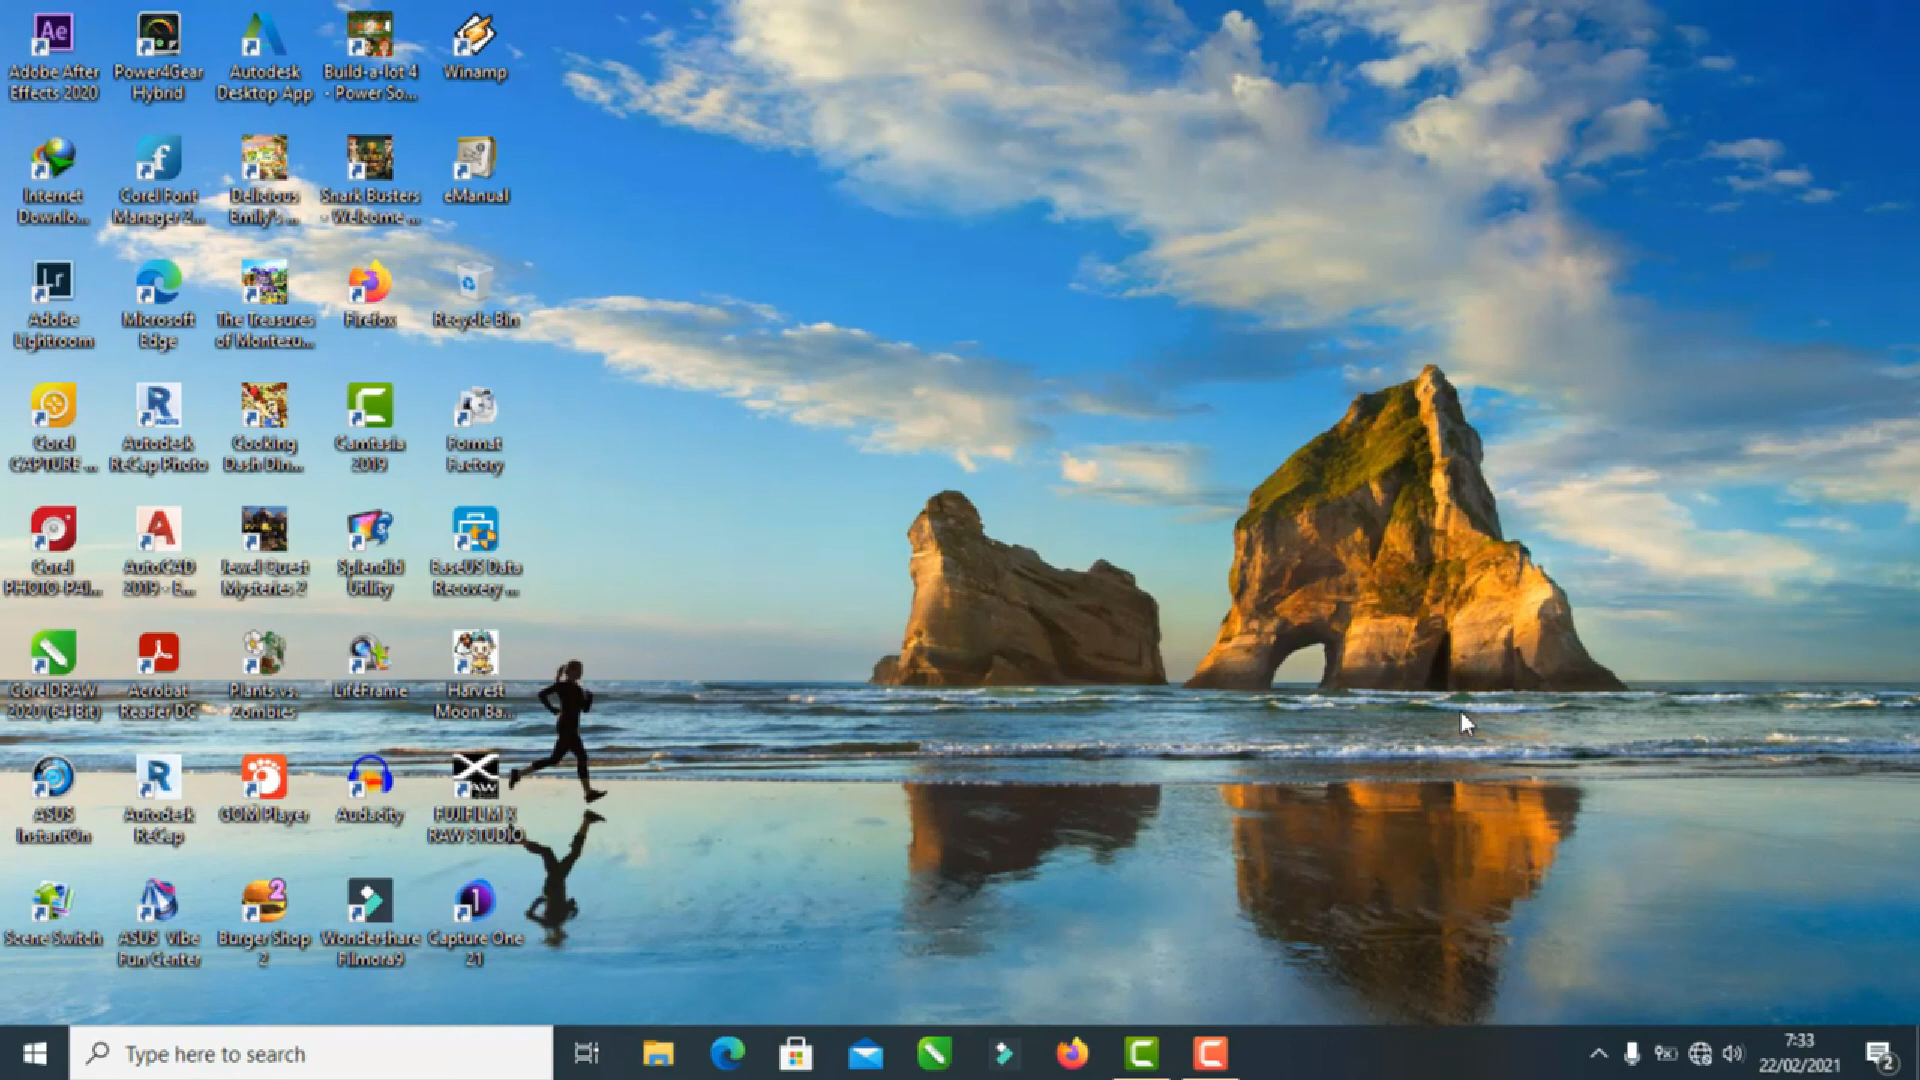 Adobe After
Effects 2020
Power4Gear
Hybrid
Autodesk
Desktop App
Build-a-lot 4
- Power So...
Winamp
Internet
Downlo...
Corel Font
Manager 2...
Delicious
Emily's ...
Snark Busters
- Welcome ...
eManual
Adobe
Lightroom
Microsoft
Edge
The Treasures
of Montezu...
Firefox
Recycle Bin
Corel
CAPTURE ...
Autodesk
ReCap Photo
Cooking
Dash Din...
Camtasia
2019
Format
Factory
Corel
PHOTO-PAI...
AutoCAD
2019 - E...
Jewel Quest
Mysteries 2
Splendid
Utility
EaseUS Data
Recovery ...
CorelDRAW
2020 (64-Bit)
Acrobat
Reader DC
Plants vs.
Zombies
LifeFrame
Harvest
Moon Ba...
ASUS
InstantOn
Autodesk
ReCap
GOM Player
Audacity
FUJIFILM X
RAW STUDIO
Scene Switch
ASUS Vibe
Fun Center
Burger Shop
2
Wondershare
Filmora9
Capture One
21
Type here to search
7:33
22/02/2021
2